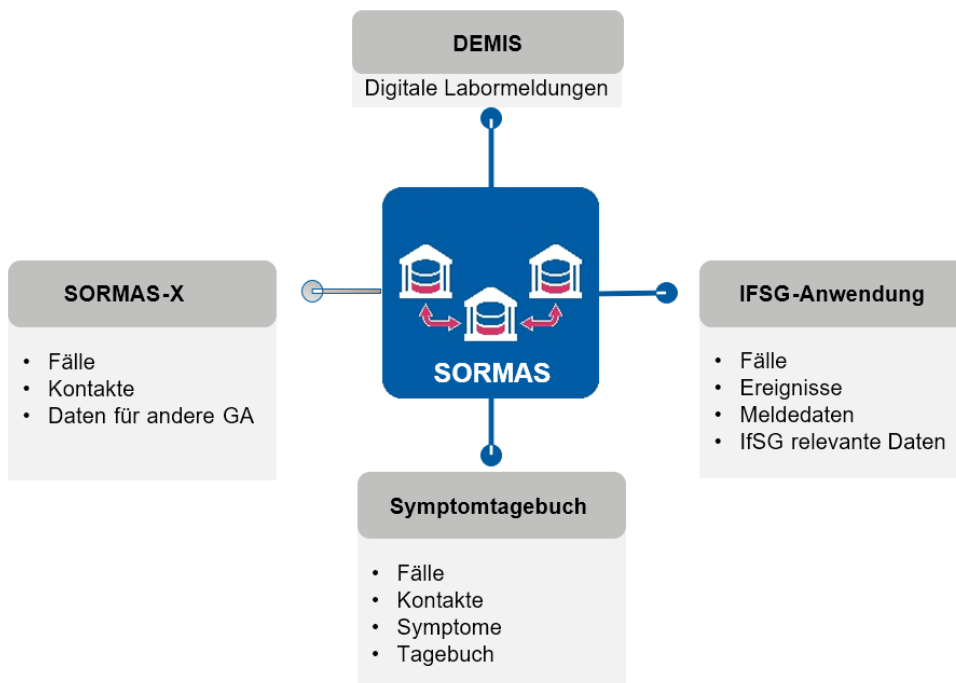 DEMIS
Digitale Labormeldungen
SORMAS-X
• Fälle
• Kontakte
• Daten für andere GA
SORMAS
IFSG-Anwendung
• Fälle
• Ereignisse
• Meldedaten
• IfSG relevante Daten
Symptomtagebuch
• Fälle
• Kontakte
• Symptome
• Tagebuch